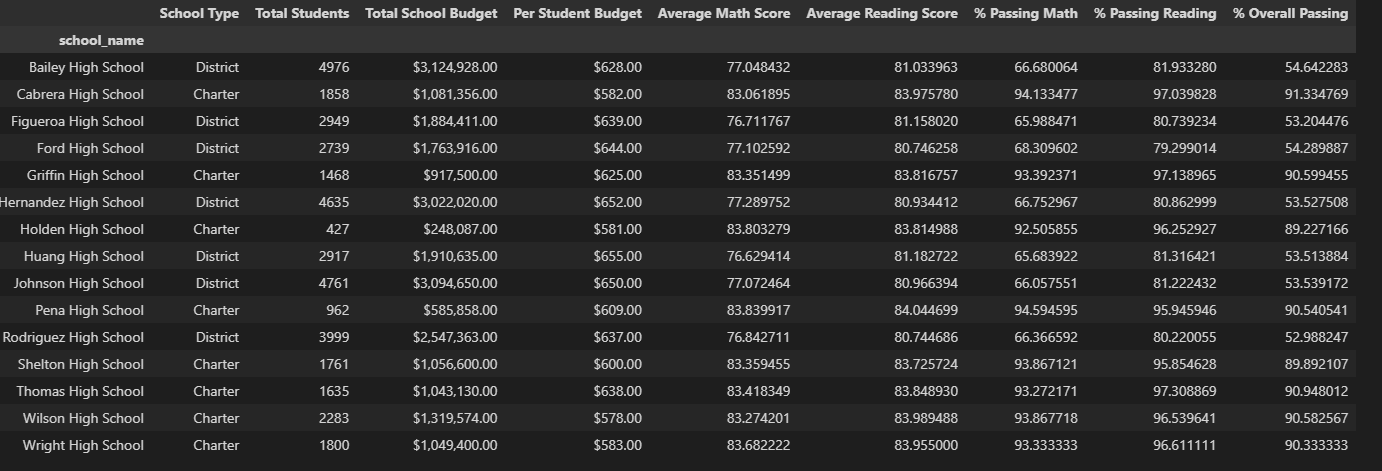 School Type Total Students Total School Budget Per Student Budget Average Math Score Average Reading Score % Passing Math % Passing Reading % Overall Passing
school_name
Bailey High School District 4976 $3,124,928.00 $628.00 77.048432 81.033963 66.680064 81.933280 54.642283
Cabrera High School Charter 1858 $1,081,356.00 $582.00 83.061895 83.975780 94.133477 97.039828 91.334769
Figueroa High School District 2949 $1,884,411.00 $639.00 76.711767 81.158020 65.988471 80.739234 53.204476
Ford High School District 2739 $1,763,916.00 $644.00 77.102592 80.746258 68.309602 79.299014 54.289887
Griffin High School Charter 1468 $917,500.00 $625.00 83.351499 83.816757 93.392371 97.138965 90.599455
Hernandez High School District 4635 $3,022,020.00 $652.00 77.289752 80.934412 66.752967 80.862999 53.527508
Holden High School Charter 427 $248,087.00 $581.00 83.803279 83.814988 92.505855 96.252927 89.227166
Huang High School District 2917 $1,910,635.00 $655.00 76.629414 81.182722 65.683922 81.316421 53.513884
Johnson High School District 4761 $3,094,650.00 $650.00 77.072464 80.966394 66.057551 81.222432 53.539172
Pena High School Charter 962 $585,858.00 $609.00 83.839917 84.044699 94.594595 95.945946 90.540541
Rodriguez High School District 3999 $2,547,363.00 $637.00 76.842711 80.744686 66.366592 80.220055 52.988247
Shelton High School Charter 1761 $1,056,600.00 $600.00 83.359455 83.725724 93.867121 95.854628 89.892107
Thomas High School Charter 1635 $1,043,130.00 $638.00 83.418349 83.848930 93.272171 97.308869 90.948012
Wilson High School Charter 2283 $1,319,574.00 $578.00 83.274201 83.989488 93.867718 96.539641 90.582567
Wright High School Charter 1800 $1,049,400.00 $583.00 83.682222 83.955000 93.333333 96.611111 90.333333